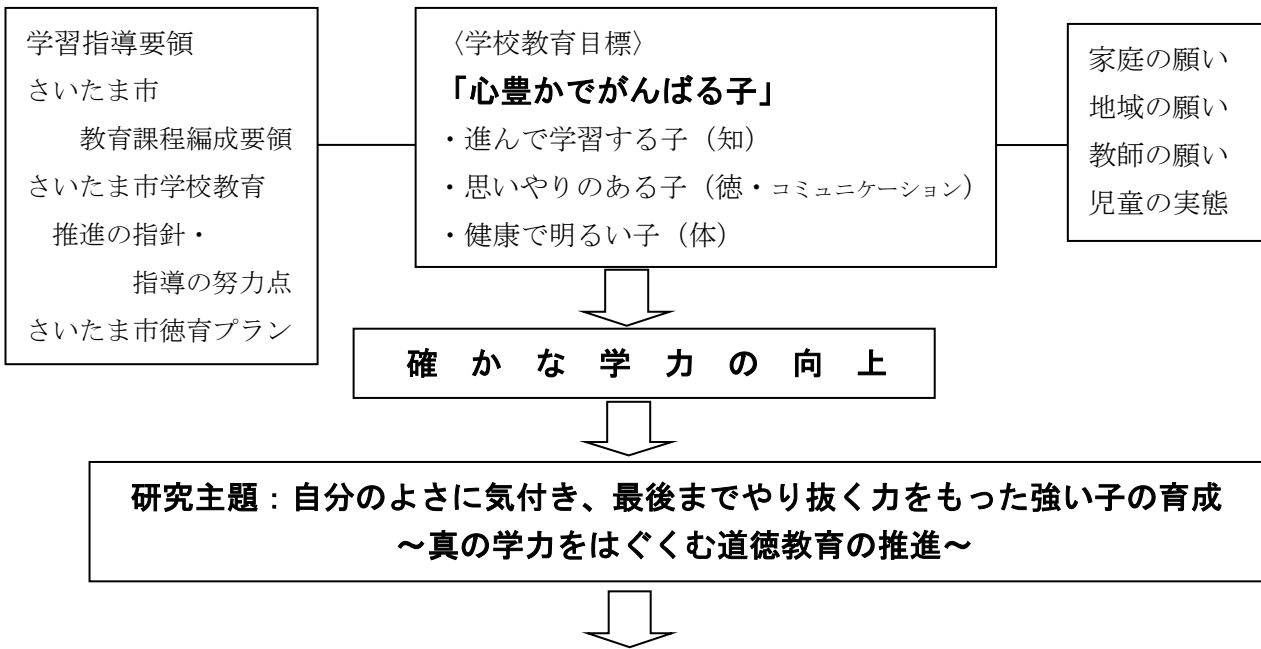 学習指導要領
さいたま市
教育課程編成要領
さいたま市学校教育
推進の指針・
指導の努力点
さいたま市徳育プラン
〈学校教育目標〉
「心豊かでがんばる子」
・進んで学習する子（知）
・思いやりのある子（徳・コミュニケーション）
・健康で明るい子（体）
家庭の願い
地域の願い
教師の願い
児童の実態
確かな学力の向上
研究主題：自分のよさに気付き、最後までやり抜く力をもった強い子の育成
～真の学力をはぐくむ道徳教育の推進～